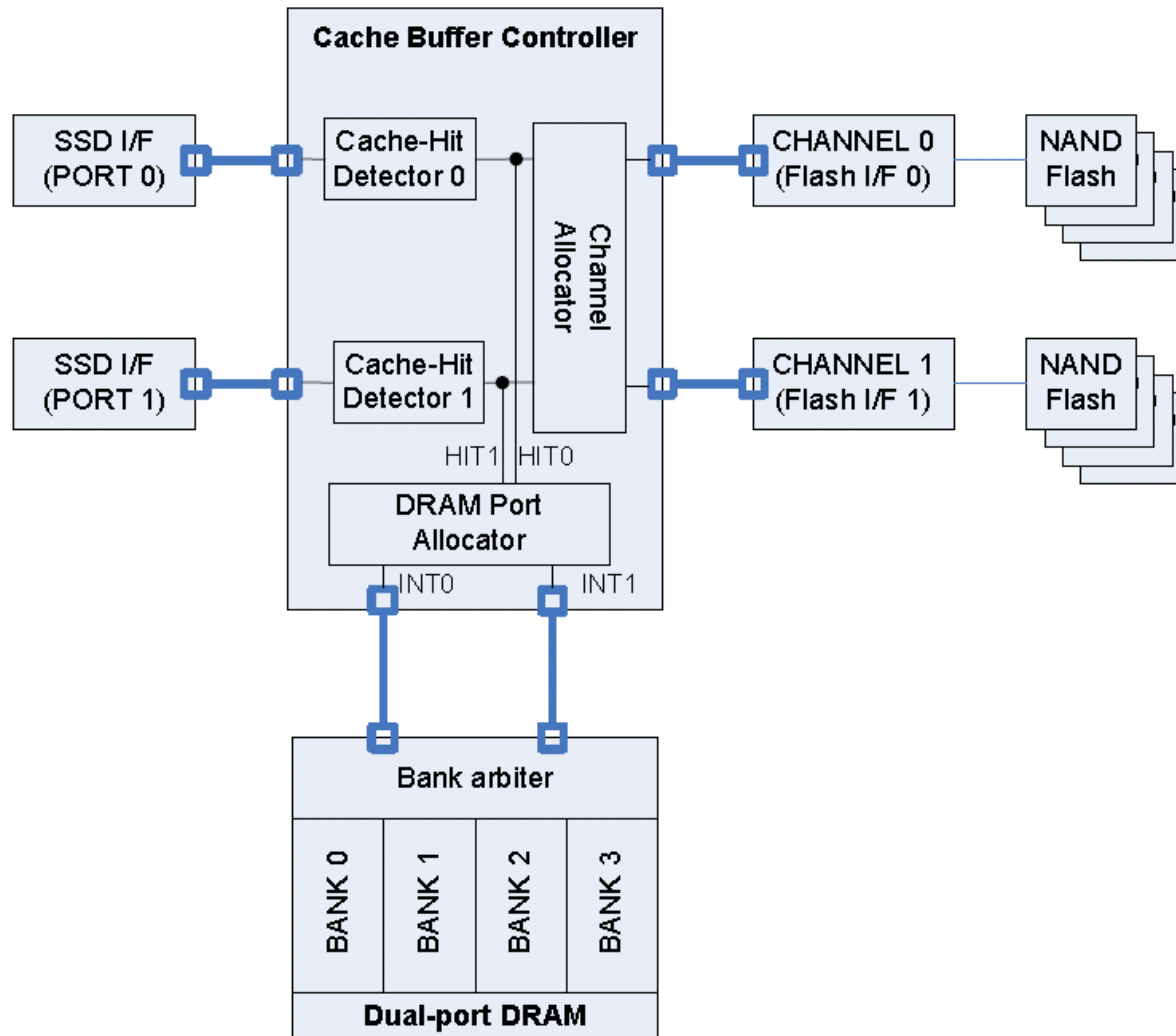 Cache Buffer Controller
SSD I/F
(PORT 0)
Cache-Hit
Detector 0
Channel
Allocator
CHANNEL 0
(Flash I/F 0)
NAND
Flash
SSD I/F
(PORT 1)
Cache-Hit
Detector 1
CHANNEL 1
(Flash I/F 1)
NAND
Flash
HIT1
HIT0
DRAM Port
Allocator
INT0
INT1
Bank arbiter
BANK 0
BANK 1
BANK 2
BANK 3
Dual-port DRAM